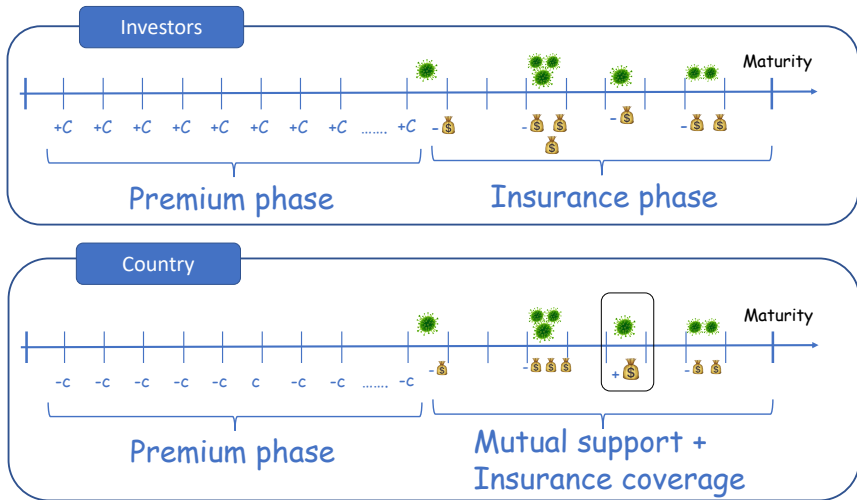 Investors
Maturity
+C +C +C +C +C +C +C +C ....... +C - - - -
Premium phase
Insurance phase
Country
Maturity
-c -c -c -c -c c -c -c ....... -c - - + -
Premium phase
Mutual support +
Insurance coverage